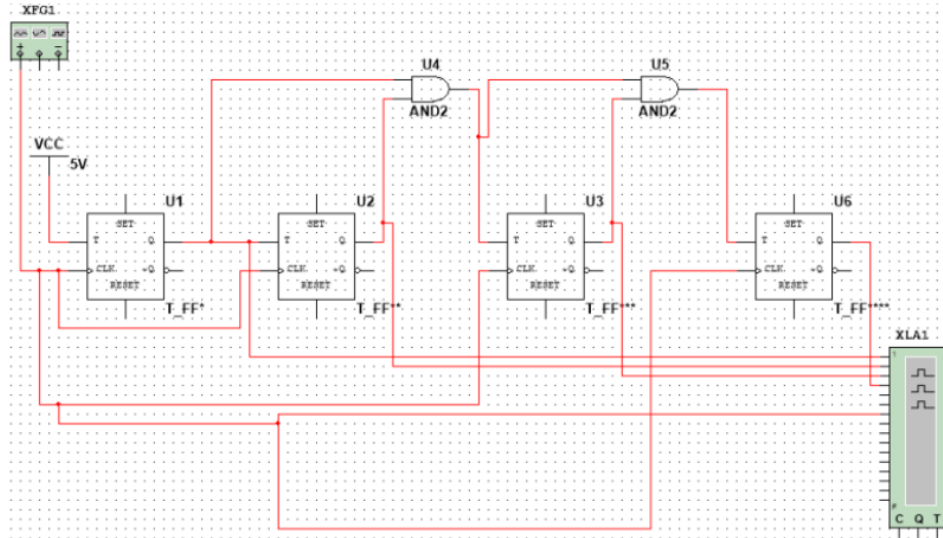 XFG1
VCC
5V
U4
AND2
U5
AND2
U1
SET
T Q
CLK ~Q
RESET
T_FF*
U2
SET
T Q
CLK ~Q
RESET
T_FF**
U3
SET
T Q
CLK ~Q
RESET
T_FF***
U6
SET
T Q
CLK ~Q
RESET
T_FF****
XLA1
1
F
C Q T